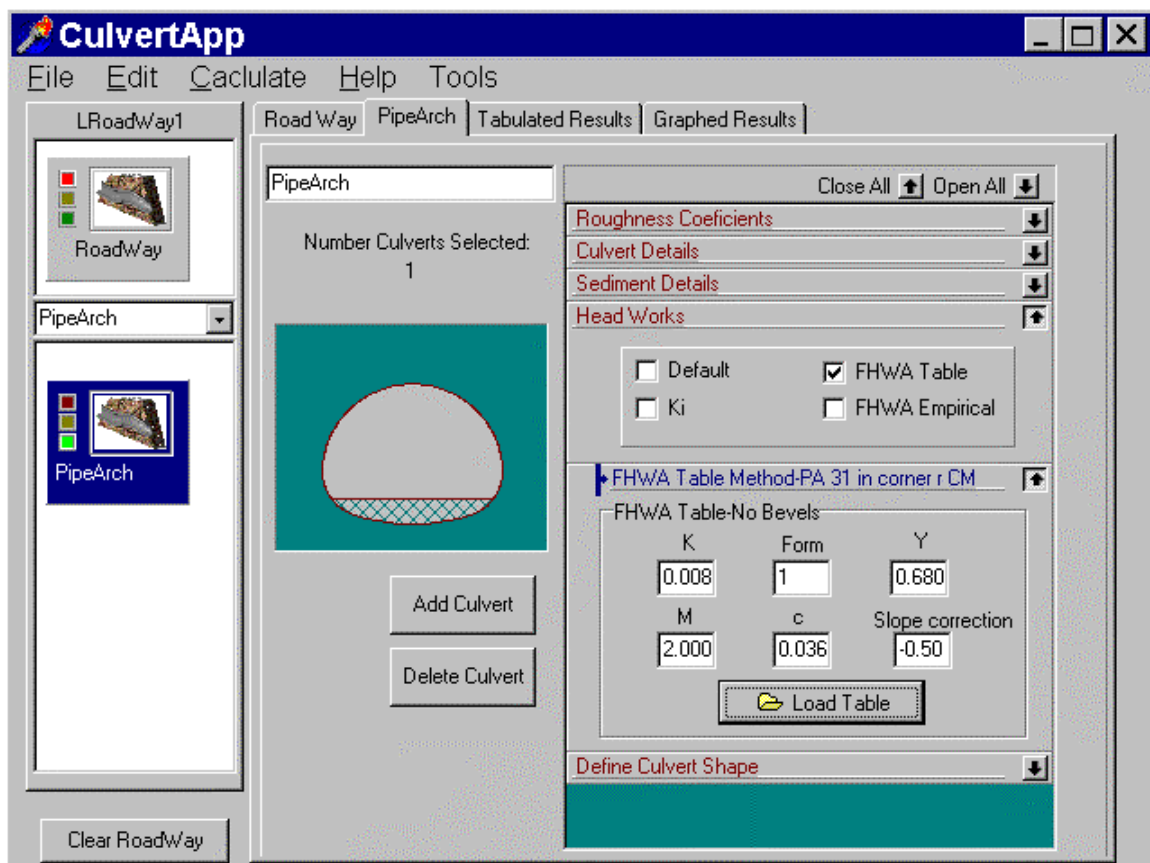 CulvertApp
File Edit Caclulate Help Tools
LRoadWay1
RoadWay
PipeArch
PipeArch
Clear RoadWay
Road Way PipeArch Tabulated Results Graphed Results
PipeArch
Number Culverts Selected:
1
Add Culvert
Delete Culvert
Close All Open All
Roughness Coeficients
Culvert Details
Sediment Details
Head Works
Default FHWA Table
Ki FHWA Empirical
FHWA Table Method-PA 31 in corner r CM
FHWA Table-No Bevels
K Form Y
0.008 1 0.680
M c Slope correction
2.000 0.036 -0.50
Load Table
Define Culvert Shape